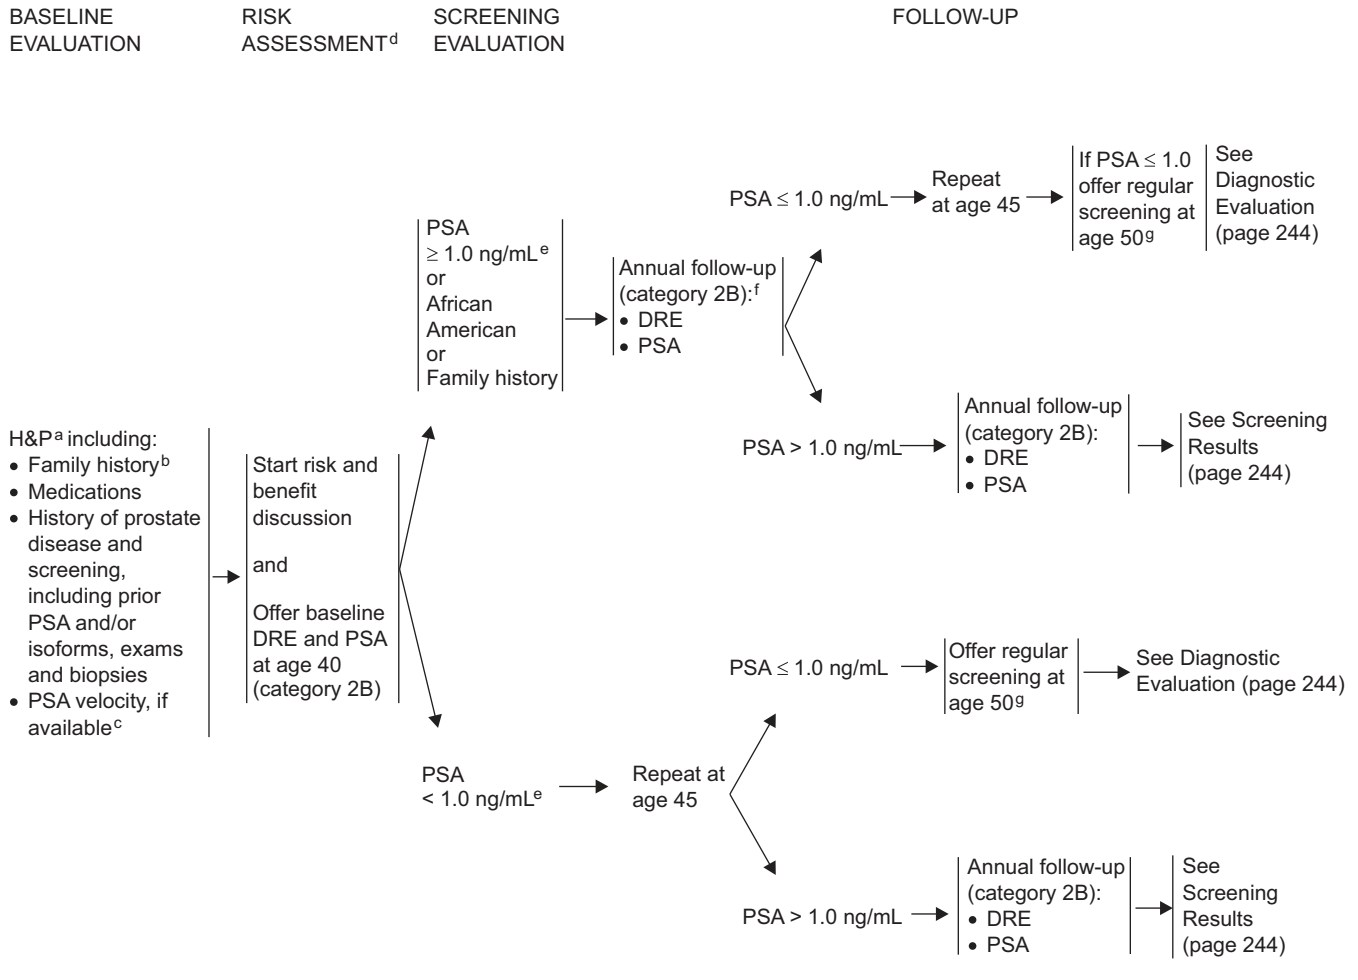 BASELINE
EVALUATION
RISK
ASSESSMENTᵈ
SCREENING
EVALUATION
FOLLOW-UP
H&Pᵃ including:
• Family historyᵇ
• Medications
• History of prostate
disease and
screening,
including prior
PSA and/or
isoforms, exams
and biopsies
• PSA velocity, if
availableᶜ
Start risk and
benefit
discussion
and
Offer baseline
DRE and PSA
at age 40
(category 2B)
PSA
≥ 1.0 ng/mLᵉ
or
African
American
or
Family history
Annual follow-up
(category 2B):ᶠ
• DRE
• PSA
PSA ≤ 1.0 ng/mL
Repeat
at age 45
If PSA ≤ 1.0
offer regular
screening at
age 50ᵍ
See
Diagnostic
Evaluation
(page 244)
PSA > 1.0 ng/mL
Annual follow-up
(category 2B):
• DRE
• PSA
See Screening
Results
(page 244)
PSA
< 1.0 ng/mLᵉ
Repeat at
age 45
PSA ≤ 1.0 ng/mL
Offer regular
screening at
age 50ᵍ
See Diagnostic
Evaluation (page 244)
PSA > 1.0 ng/mL
Annual follow-up
(category 2B):
• DRE
• PSA
See
Screening
Results
(page 244)